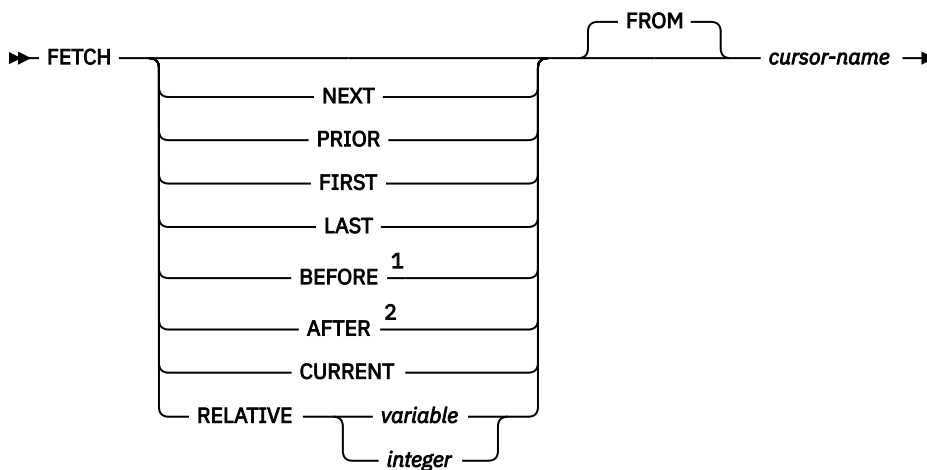 FROM
FETCH cursor-name
NEXT
PRIOR
FIRST
LAST
BEFORE 1
AFTER 2
CURRENT
RELATIVE variable
integer